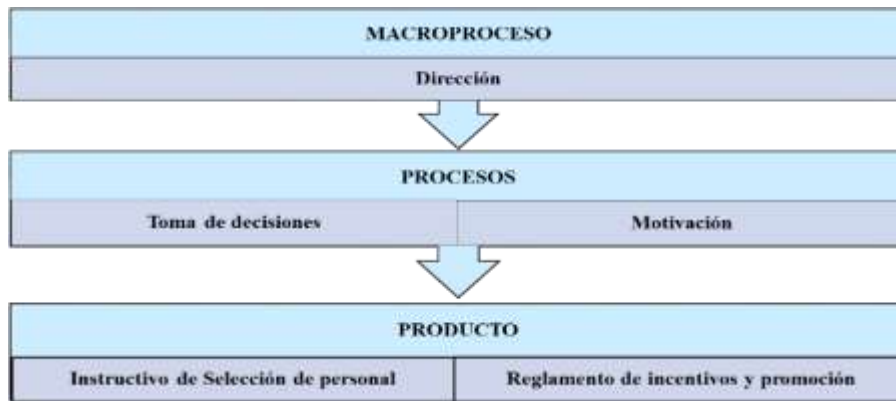 MACROPROCESO
Dirección
PROCESOS
Toma de decisiones
Motivación
PRODUCTO
Instructivo de Selección de personal
Reglamento de incentivos y promoción